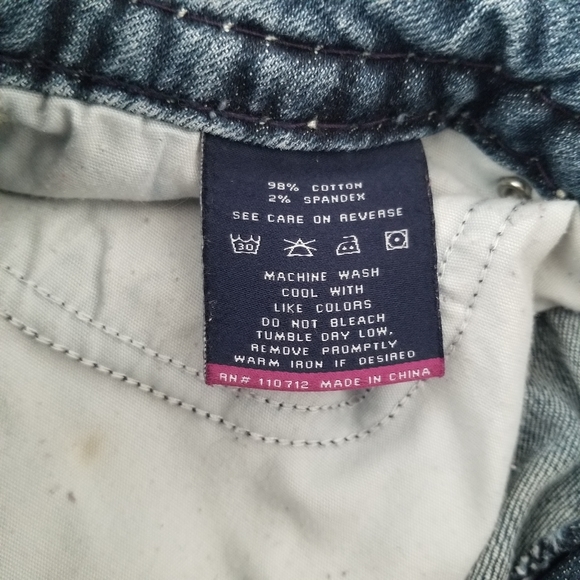 98% COTTON
2% SPANDEX
SEE CARE ON REVERSE
30
MACHINE WASH
COOL WITH
LIKE COLORS
DO NOT BLEACH
TUMBLE DRY LOW,
REMOVE PROMPTLY
WARM IRON IF DESIRED
RN# 110712 MADE IN CHINA